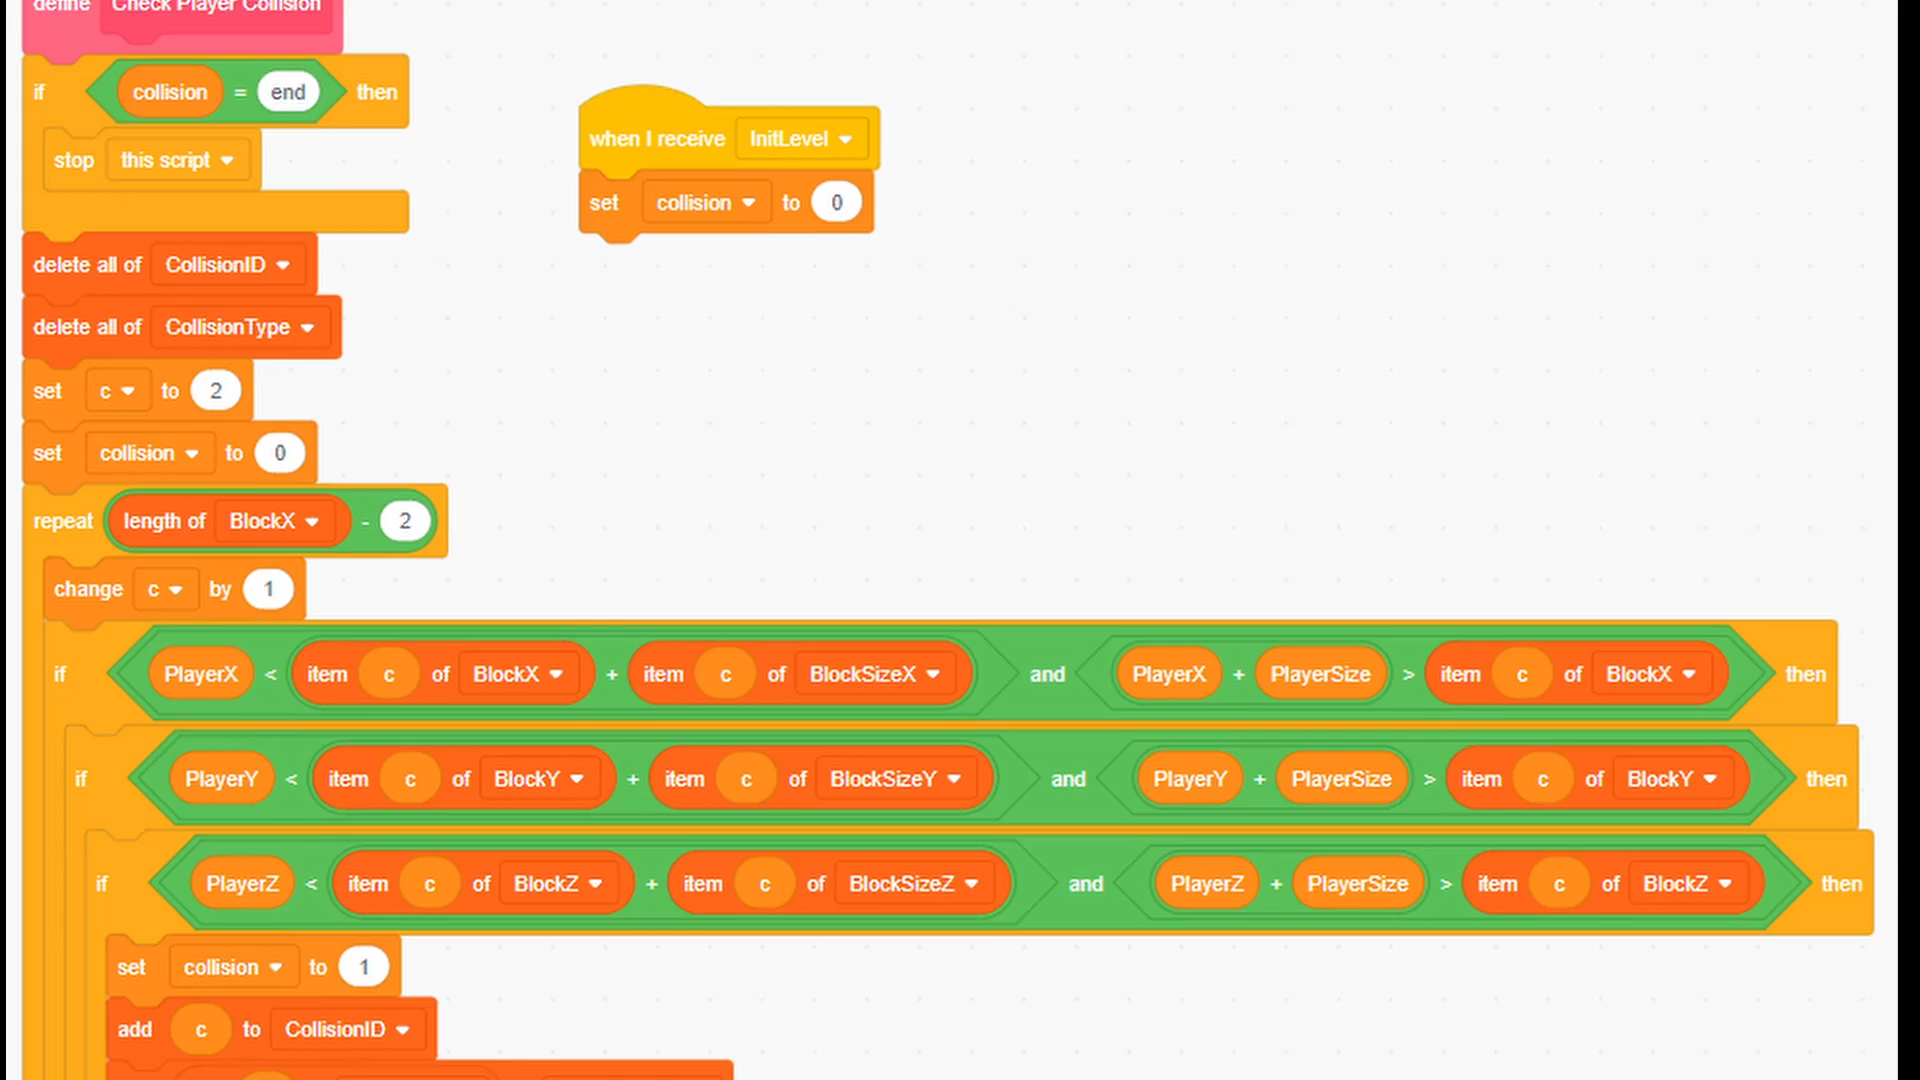 define Check Player Collision
if collision = end then
stop this script
delete all of CollisionID
delete all of CollisionType
set c to 2
set collision to 0
repeat length of BlockX - 2
change c by 1
if PlayerX < item c of BlockX + item c of BlockSizeX and PlayerX + PlayerSize > item c of BlockX then
if PlayerY < item c of BlockY + item c of BlockSizeY and PlayerY + PlayerSize > item c of BlockY then
if PlayerZ < item c of BlockZ + item c of BlockSizeZ and PlayerZ + PlayerSize > item c of BlockZ then
set collision to 1
add c to CollisionID
when I receive InitLevel
set collision to 0